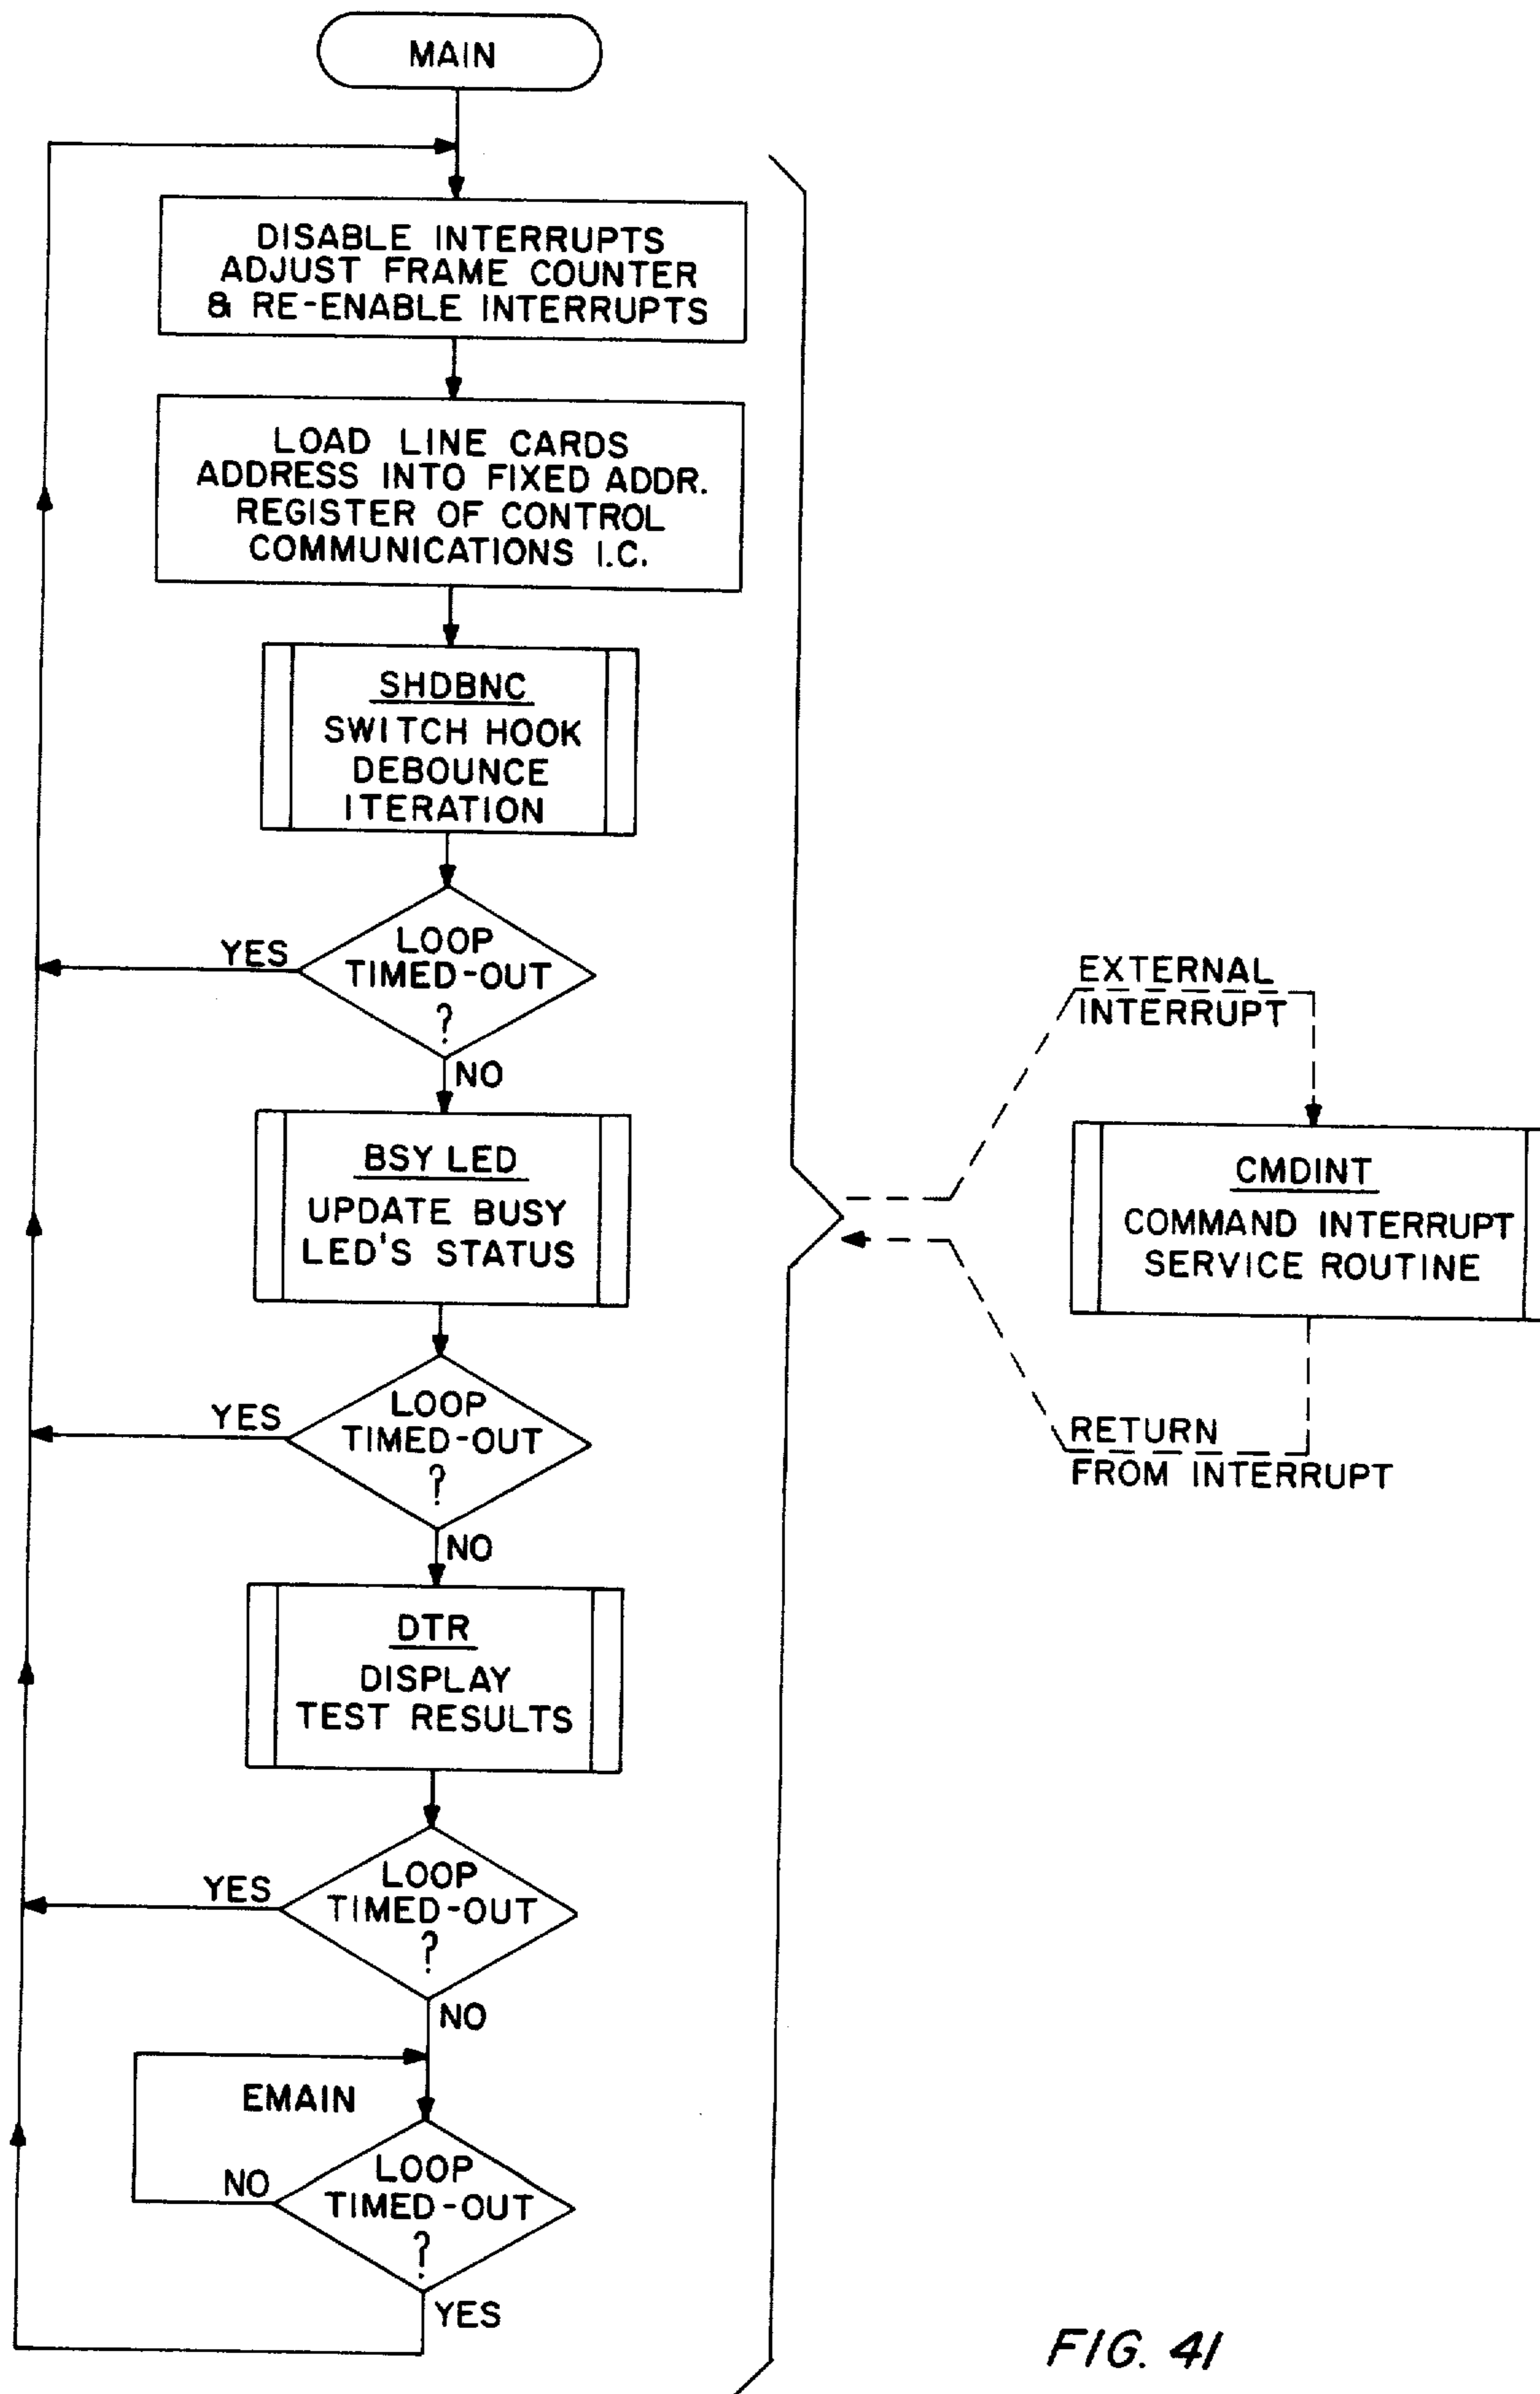 MAIN
DISABLE INTERRUPTS
ADJUST FRAME COUNTER
& RE-ENABLE INTERRUPTS
LOAD LINE CARDS
ADDRESS INTO FIXED ADDR.
REGISTER OF CONTROL
COMMUNICATIONS I.C.
SHDBNC
SWITCH HOOK
DEBOUNCE
ITERATION
LOOP
TIMED-OUT
?
YES
NO
BSY LED
UPDATE BUSY
LED'S STATUS
LOOP
TIMED-OUT
?
YES
NO
DTR
DISPLAY
TEST RESULTS
LOOP
TIMED-OUT
?
YES
NO
EMAIN
LOOP
TIMED-OUT
?
NO
YES
EXTERNAL
INTERRUPT
CMDINT
COMMAND INTERRUPT
SERVICE ROUTINE
RETURN
FROM INTERRUPT
FIG. 41